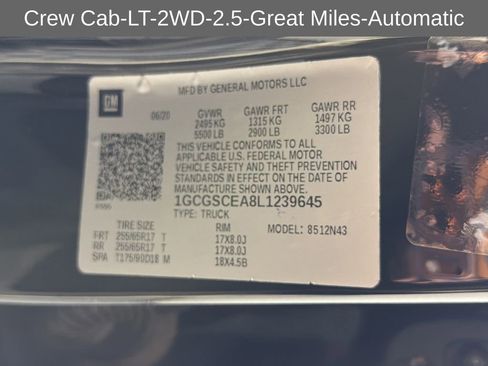 Crew Cab-LT-2WD-2.5-Great Miles-Automatic
MFD BY GENERAL MOTORS LLC
GM
06/20 GVWR GAWR FRT GAWR RR
2495 KG 1315 KG 1497 KG
5500 LB 2900 LB 3300 LB
THIS VEHICLE CONFORMS TO ALL
APPLICABLE U.S. FEDERAL MOTOR
VEHICLE SAFETY AND THEFT PREVENTION
STANDARDS IN EFFECT ON THE DATE OF
MANUFACTURE SHOWN ABOVE.
1GCGSCEA8L1239645
TYPE: TRUCK MODEL: 8512N43
TIRE SIZE RIM
FRT 255/65R17 T 17X8.0J
RR 255/65R17 T 17X8.0J
SPA T175/90D18 M 18X4.5B